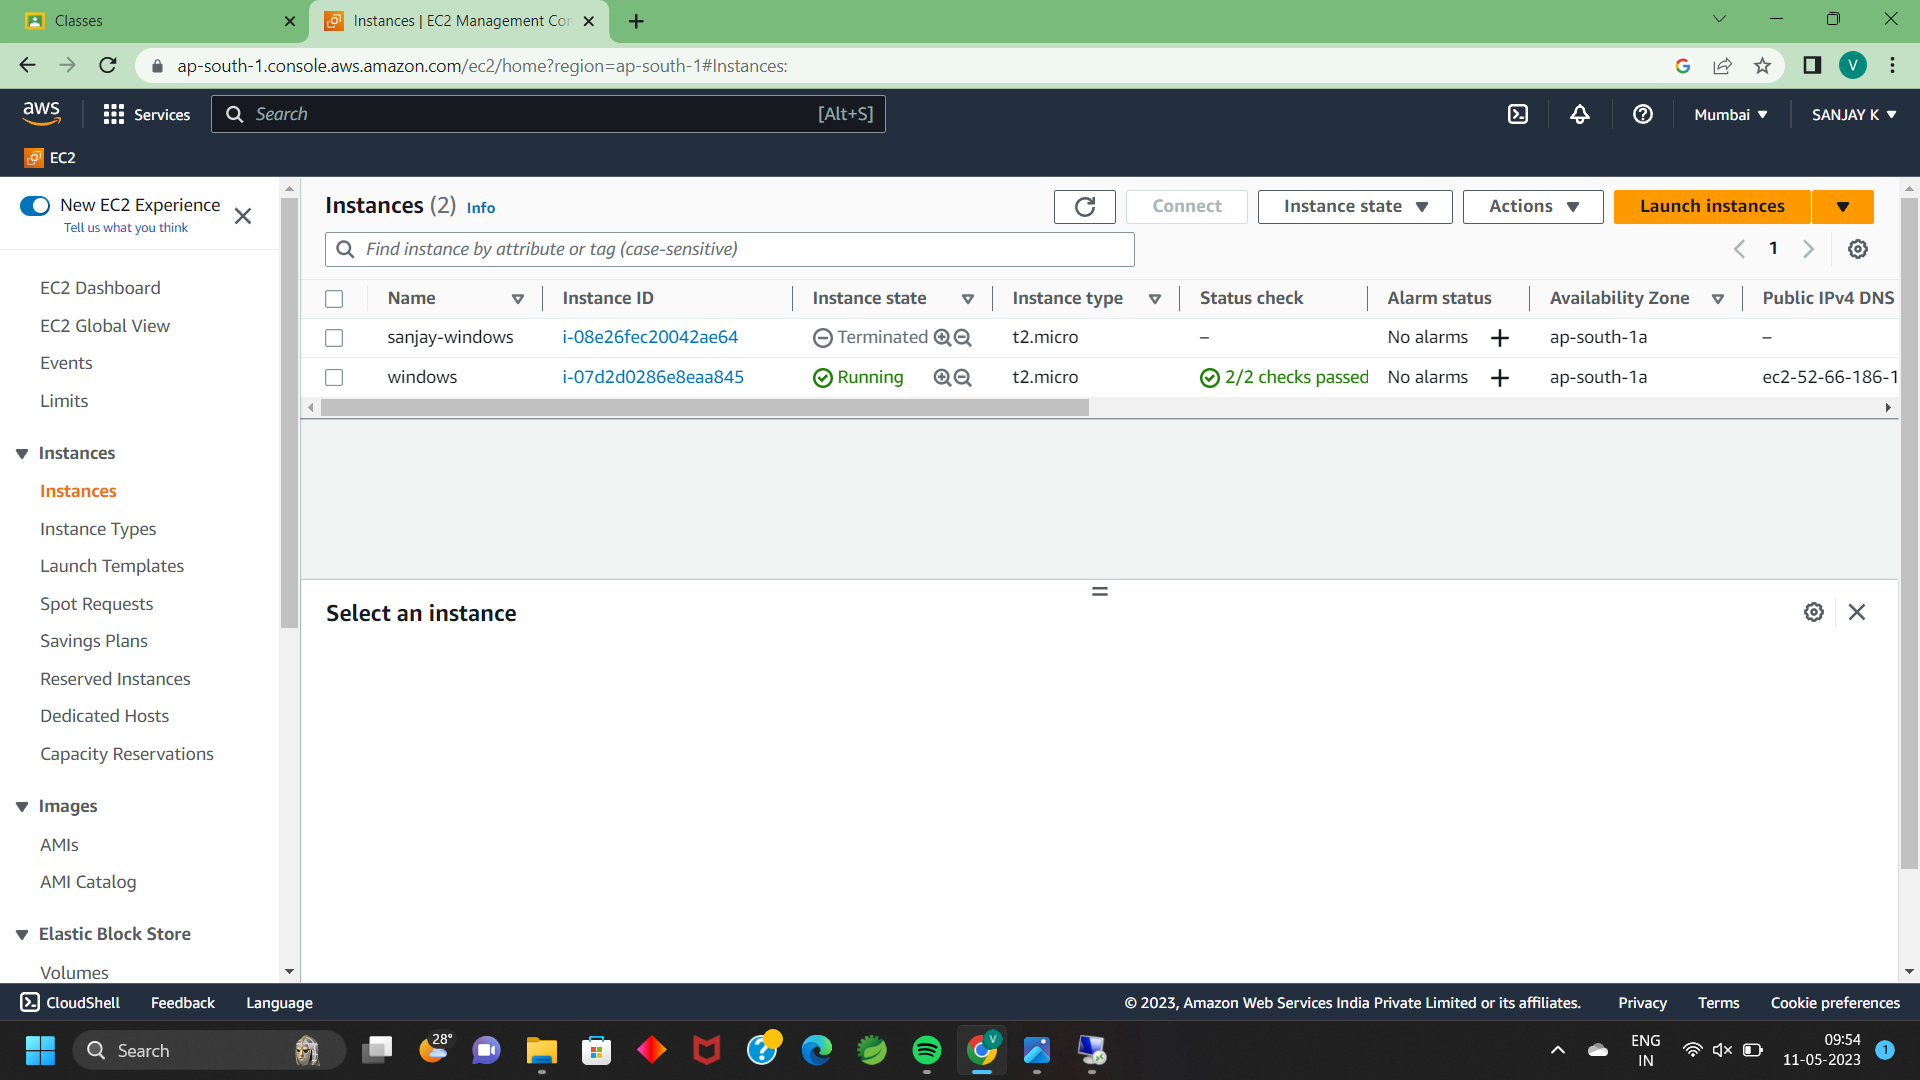 Classes
Instances | EC2 Management Con
ap-south-1.console.aws.amazon.com/ec2/home?region=ap-south-1#Instances:
V
aws
Services
Search
[Alt+S]
Mumbai
SANJAY K
EC2
New EC2 Experience
Tell us what you think
EC2 Dashboard
EC2 Global View
Events
Limits
Instances
Instances
Instance Types
Launch Templates
Spot Requests
Savings Plans
Reserved Instances
Dedicated Hosts
Capacity Reservations
Images
AMIs
AMI Catalog
Elastic Block Store
Volumes
Instances (2) Info
Connect
Instance state
Actions
Launch instances
Find instance by attribute or tag (case-sensitive)
1
Name Instance ID Instance state Instance type Status check Alarm status Availability Zone Public IPv4 DNS
sanjay-windows i-08e26fec20042ae64 Terminated t2.micro – No alarms ap-south-1a –
windows i-07d2d0286e8eaa845 Running t2.micro 2/2 checks passed No alarms ap-south-1a ec2-52-66-186-1
Select an instance
CloudShell Feedback Language
© 2023, Amazon Web Services India Private Limited or its affiliates. Privacy Terms Cookie preferences
Search
28°
V
ENG
IN
09:54
11-05-2023
1